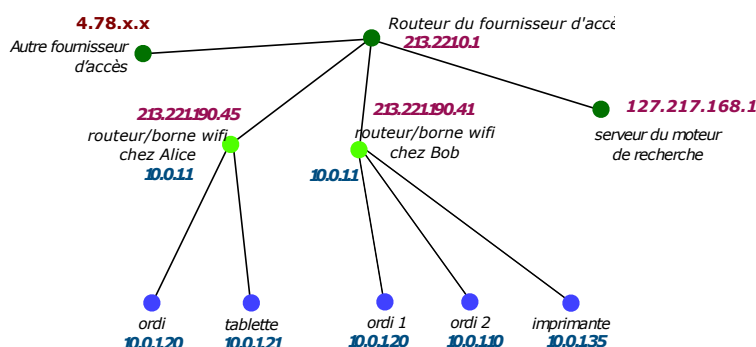 4.78.x.x
Autre fournisseur
d'accès
Routeur du fournisseur d'accè
213.221.0.1
213.221.190.45
routeur/borne wifi
chez Alice
10.0.1.1
213.221.190.41
routeur/borne wifi
chez Bob
10.0.1.1
127.217.168.1
serveur du moteur
de recherche
ordi
10.0.1.20
tablette
10.0.1.21
ordi 1
10.0.1.20
ordi 2
10.0.1.10
imprimante
10.0.1.35